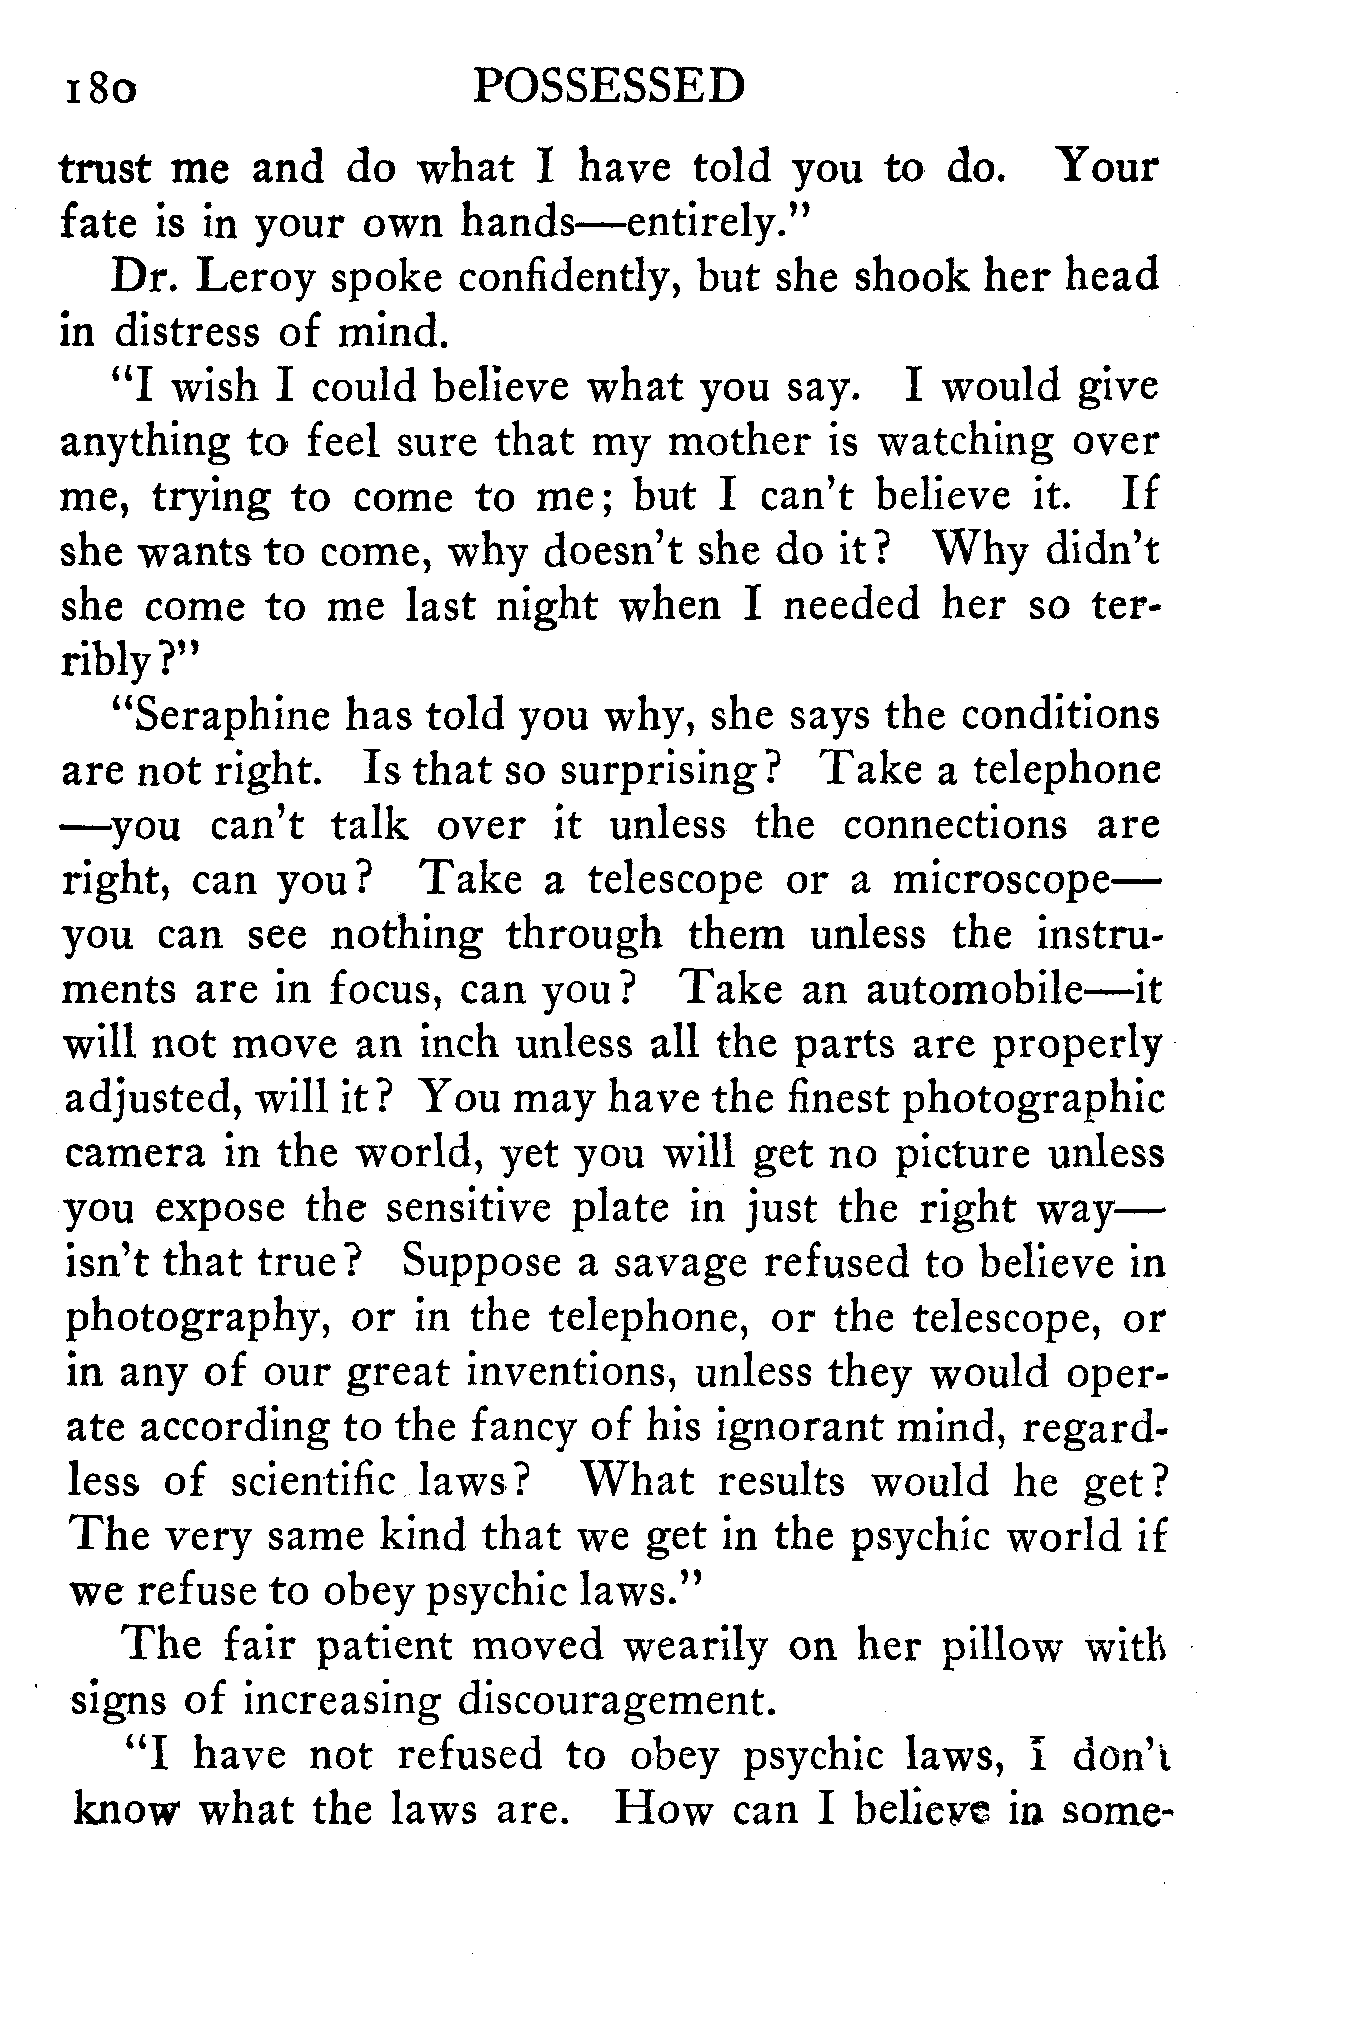 180 POSSESSED
trust me and do what I have told you to do. Your
fate is in your own hands—entirely."
Dr. Leroy spoke confidently, but she shook her head
in distress of mind.
"I wish I could believe what you say. I would give
anything to feel sure that my mother is watching over
me, trying to come to me; but I can't believe it. If
she wants to come, why doesn't she do it? Why didn't
she come to me last night when I needed her so ter-
ribly?"
"Seraphine has told you why, she says the conditions
are not right. Is that so surprising? Take a telephone
—you can't talk over it unless the connections are
right, can you? Take a telescope or a microscope—
you can see nothing through them unless the instru-
ments are in focus, can you? Take an automobile—it
will not move an inch unless all the parts are properly
adjusted, will it? You may have the finest photographic
camera in the world, yet you will get no picture unless
you expose the sensitive plate in just the right way—
isn't that true? Suppose a savage refused to believe in
photography, or in the telephone, or the telescope, or
in any of our great inventions, unless they would oper-
ate according to the fancy of his ignorant mind, regard-
less of scientific laws? What results would he get?
The very same kind that we get in the psychic world if
we refuse to obey psychic laws."
The fair patient moved wearily on her pillow with
signs of increasing discouragement.
"I have not refused to obey psychic laws, I don't
know what the laws are. How can I believe in some-